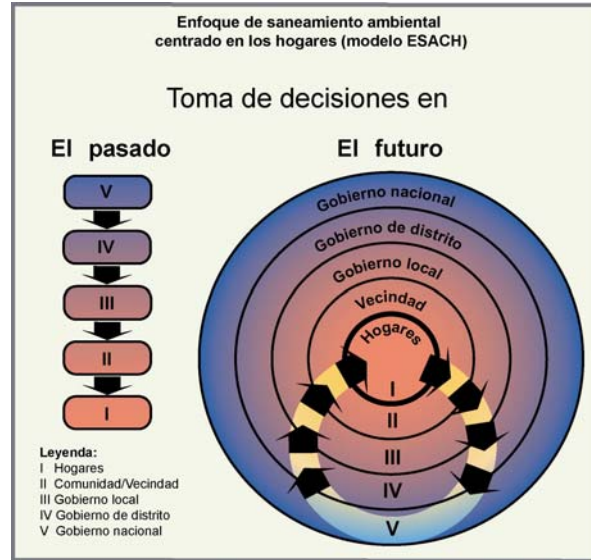 Enfoque de saneamiento ambiental
centrado en los hogares (modelo ESACH)
Toma de decisiones en
El pasado
V
IV
III
II
I
Leyenda:
I Hogares
II Comunidad/Vecindad
III Gobierno local
IV Gobierno de distrito
V Gobierno nacional
El futuro
Gobierno nacional
Gobierno de distrito
Gobierno local
Vecindad
Hogares
I
II
III
IV
V